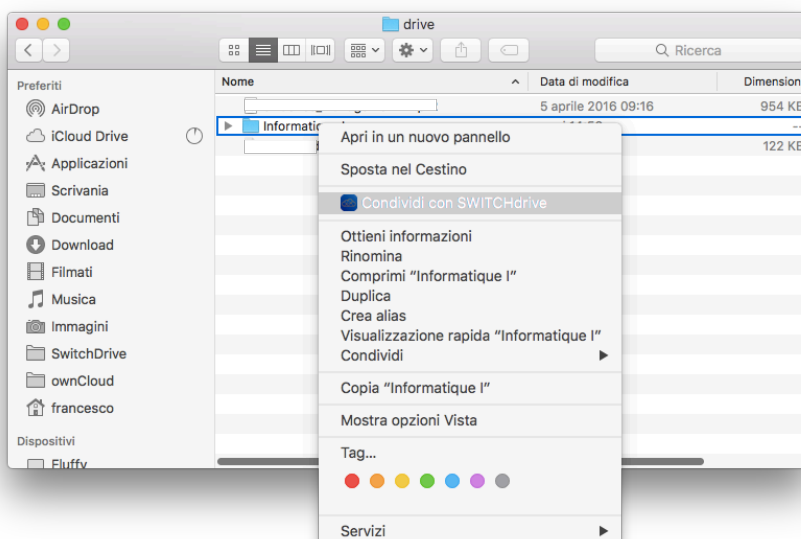 drive
Ricerca
Nome
Data di modifica
Dimension
Preferiti
AirDrop
iCloud Drive
Applicazioni
Scrivania
Documenti
Download
Filmati
Musica
Immagini
SwitchDrive
ownCloud
francesco
Dispositivi
Fluffy
5 aprile 2016 09:16
954 KB
Informatic
122 KB
Apri in un nuovo pannello
Sposta nel Cestino
Condividi con SWITCHdrive
Ottieni informazioni
Rinomina
Comprimi “Informatique I”
Duplica
Crea alias
Visualizzazione rapida “Informatique I”
Condividi
Copia “Informatique I”
Mostra opzioni Vista
Tag...
Servizi